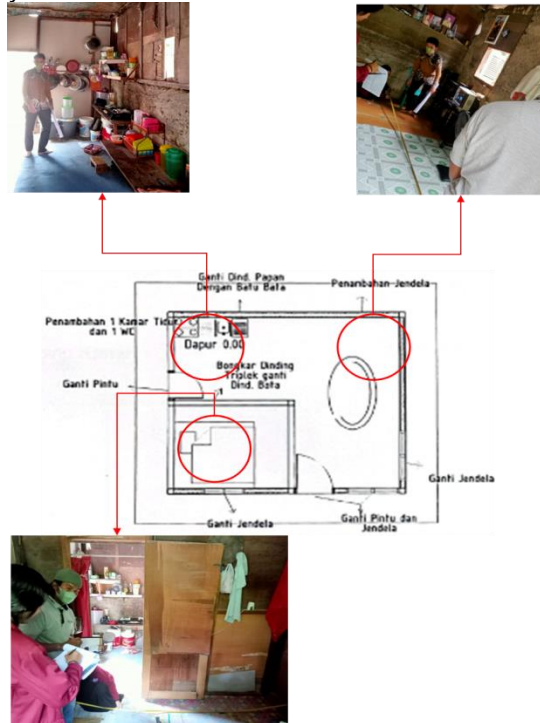 Ganti Dind. Papan
Dengan Batu Bata
Penambahan Jendela
Penambahan 1 Kamar Tidur
dan 1 WC
Dapur 0.00
Bongkar Dinding
Triplek ganti
Dind. Bata
Ganti Pintu
Ganti Jendela
Ganti Jendela
Ganti Pintu dan
Jendela